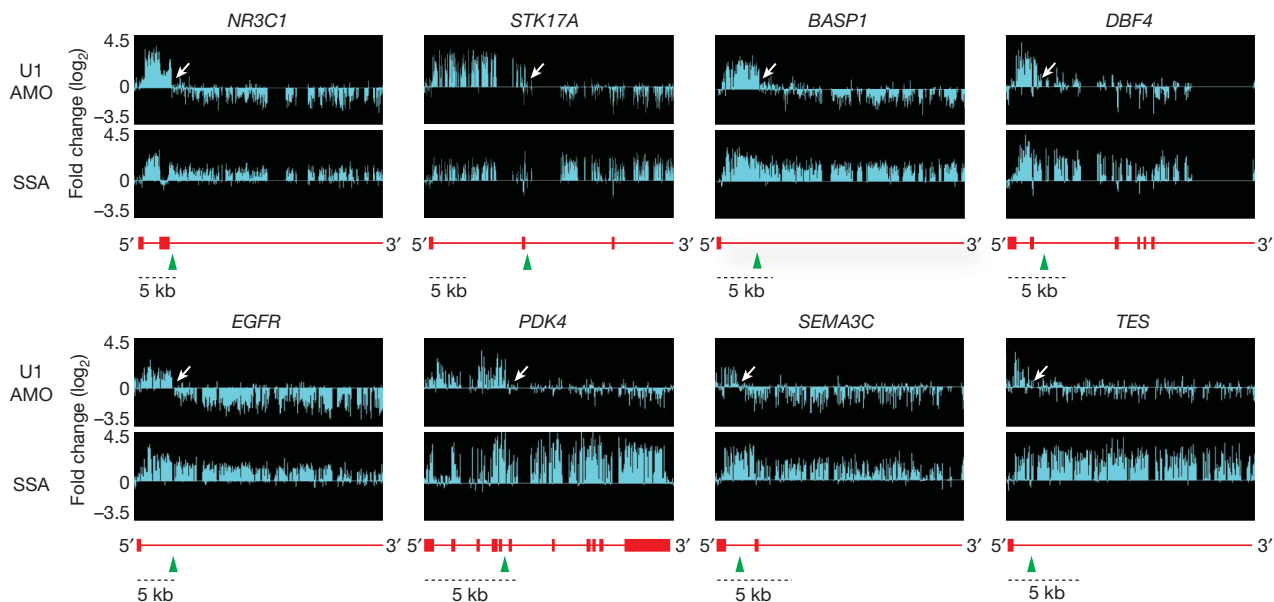 NR3C1 STK17A BASP1 DBF4
U1 AMO
SSA
Fold change (log2)
4.5
0
–3.5
4.5
0
–3.5
5′ 3′ 5′ 3′ 5′ 3′ 5′ 3′
5 kb 5 kb 5 kb 5 kb
EGFR PDK4 SEMA3C TES
U1 AMO
SSA
Fold change (log2)
4.5
0
–3.5
4.5
0
–3.5
5′ 3′ 5′ 3′ 5′ 3′ 5′ 3′
5 kb 5 kb 5 kb 5 kb